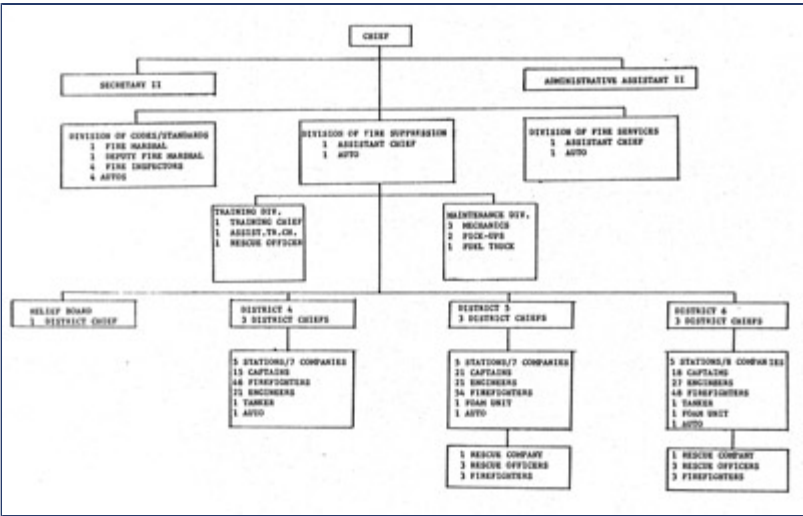 CHIEF
SECRETARY II
ADMINISTRATIVE ASSISTANT II
DIVISION OF CODES/STANDARDS
1 FIRE MARSHAL
1 DEPUTY FIRE MARSHAL
4 FIRE INSPECTORS
4 AUTOS
DIVISION OF FIRE SUPPRESSION
1 ASSISTANT CHIEF
1 AUTO
DIVISION OF FIRE SERVICES
1 ASSISTANT CHIEF
1 AUTO
TRAINING DIV.
1 TRAINING CHIEF
1 ASSIST.TR.CH.
1 RESCUE OFFICER
MAINTENANCE DIV.
3 MECHANICS
2 PICK-UPS
1 FUEL TRUCK
RELIEF BOARD
1 DISTRICT CHIEF
DISTRICT 4
3 DISTRICT CHIEFS
DISTRICT 5
3 DISTRICT CHIEFS
DISTRICT 6
3 DISTRICT CHIEFS
5 STATIONS/7 COMPANIES
15 CAPTAINS
48 FIREFIGHTERS
21 ENGINEERS
1 TANKER
1 AUTO
5 STATIONS/7 COMPANIES
21 CAPTAINS
21 ENGINEERS
54 FIREFIGHTERS
1 FOAM UNIT
1 AUTO
5 STATIONS/8 COMPANIES
18 CAPTAINS
27 ENGINEERS
48 FIREFIGHTERS
1 TANKER
1 FOAM UNIT
1 AUTO
1 RESCUE COMPANY
3 RESCUE OFFICERS
3 FIREFIGHTERS
1 RESCUE COMPANY
3 RESCUE OFFICERS
3 FIREFIGHTERS